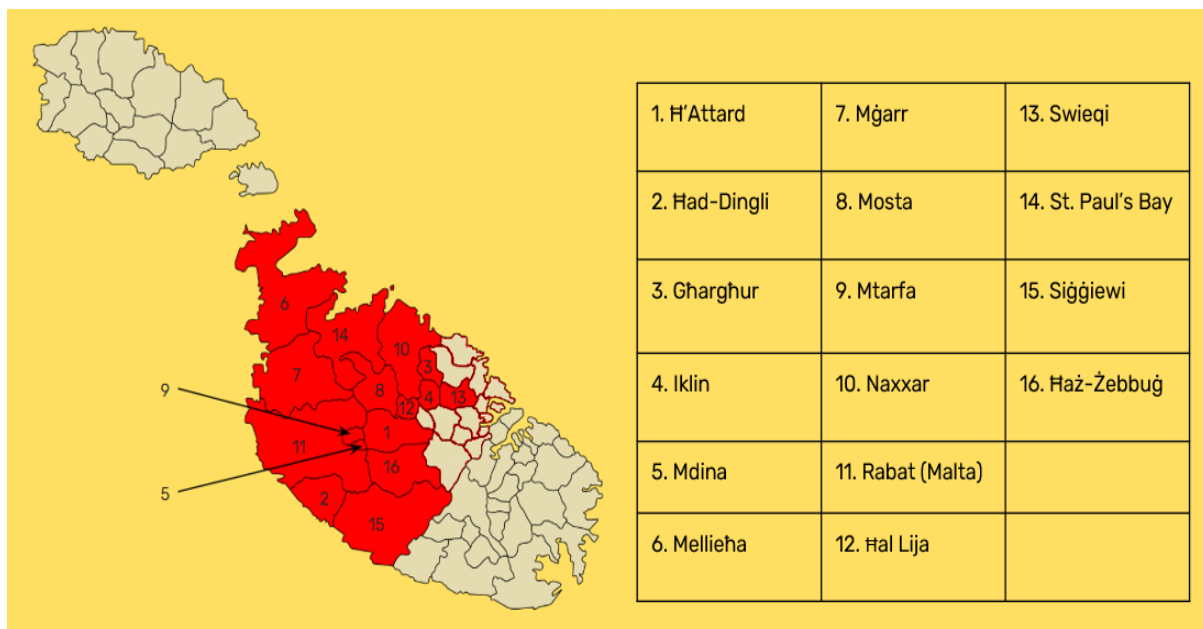 6
14
10
3
7
8
4
13
12
9
1
11
16
5
2
15
1. Ħ'Attard 7. Mġarr 13. Swieqi
2. Ħad-Dingli 8. Mosta 14. St. Paul's Bay
3. Għargħur 9. Mtarfa 15. Siġġiewi
4. Iklin 10. Naxxar 16. Ħaż-Żebbuġ
5. Mdina 11. Rabat (Malta)
6. Mellieħa 12. Ħal Lija